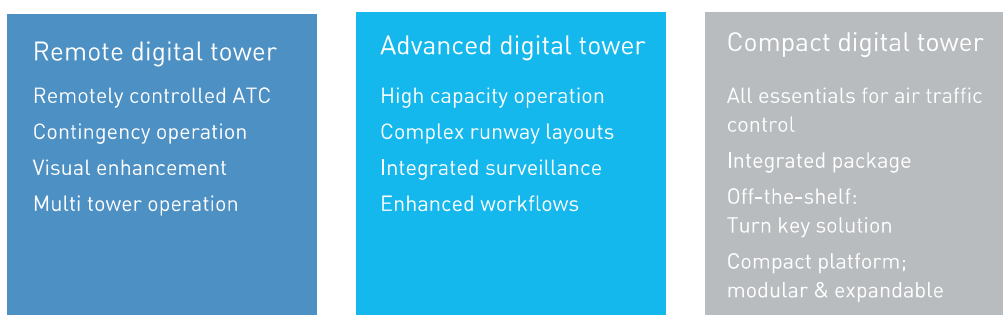 Remote digital tower
Remotely controlled ATC
Contingency operation
Visual enhancement
Multi tower operation
Advanced digital tower
High capacity operation
Complex runway layouts
Integrated surveillance
Enhanced workflows
Compact digital tower
All essentials for air traffic
control
Integrated package
Off-the-shelf:
Turn key solution
Compact platform;
modular & expandable